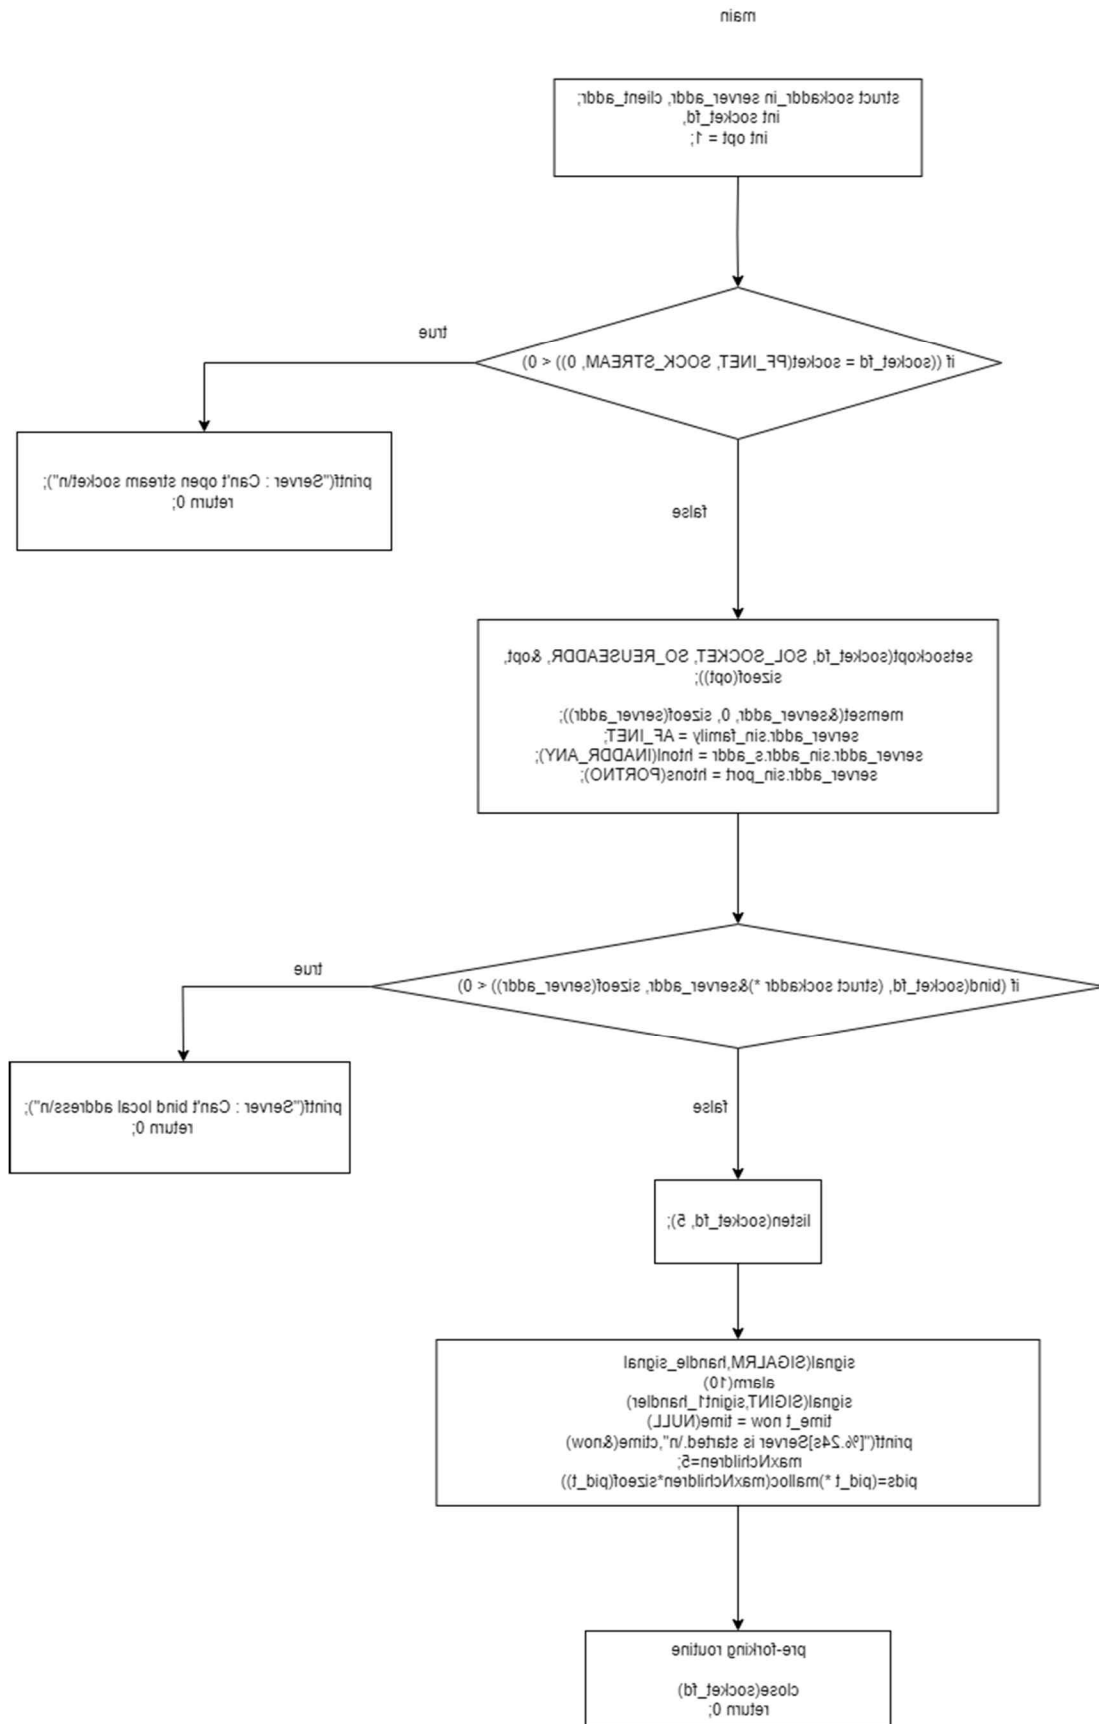 main
struct sockaddr_in server_addr, client_addr;
int socket_fd,
int opt = 1;
if ((socket_fd = socket(PF_INET, SOCK_STREAM, 0)) < 0)
true
printf("Server : Can't open stream socket\n");
return 0;
false
setsockopt(socket_fd, SOL_SOCKET, SO_REUSEADDR, &opt,
sizeof(opt));
memset(&server_addr, 0, sizeof(server_addr));
server_addr.sin_family = AF_INET;
server_addr.sin_addr.s_addr = htonl(INADDR_ANY);
server_addr.sin_port = htons(PORTNO);
if (bind(socket_fd, (struct sockaddr *)&server_addr, sizeof(server_addr)) < 0)
true
printf("Server : Can't bind local address\n");
return 0;
false
listen(socket_fd, 5);
signal(SIGALRM,handle_signal
alarm(10)
signal(SIGINT,sigint1_handler)
time_t now = time(NULL)
printf("[%.24s]Server is started.\n",ctime(&now)
maxNchildren=5;
pids=(pid_t *)malloc(maxNchildren*sizeof(pid_t))
pre-forking routine
close(socket_fd)
return 0;